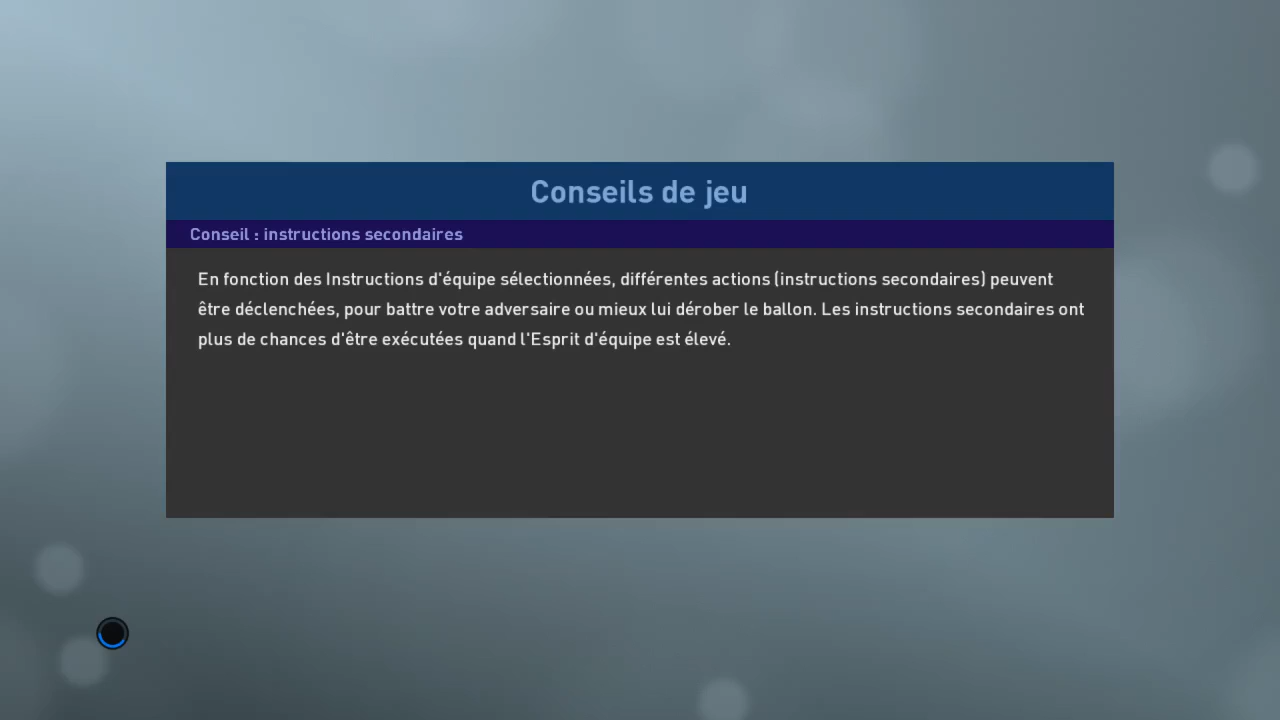 Conseils de jeu
Conseil : instructions secondaires
En fonction des Instructions d'équipe sélectionnées, différentes actions (instructions secondaires) peuvent
être déclenchées, pour battre votre adversaire ou mieux lui dérober le ballon. Les instructions secondaires ont
plus de chances d'être exécutées quand l'Esprit d'équipe est élevé.